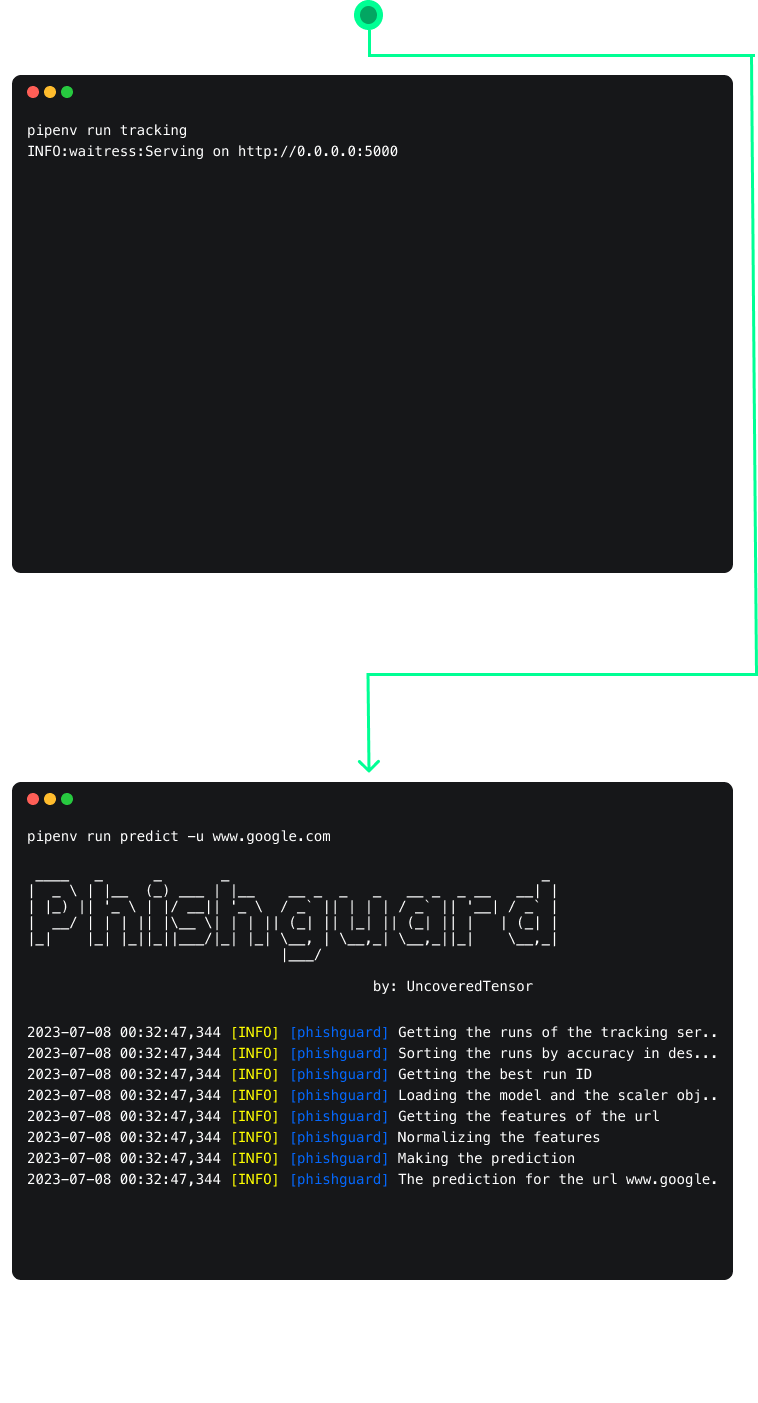 pipenv run tracking
INFO:waitress:Serving on http://0.0.0.0:5000
pipenv run predict -u www.google.com
Phishguard
by: UncoveredTensor
2023-07-08 00:32:47,344 [INFO] [phishguard] Getting the runs of the tracking ser..
2023-07-08 00:32:47,344 [INFO] [phishguard] Sorting the runs by accuracy in des...
2023-07-08 00:32:47,344 [INFO] [phishguard] Getting the best run ID
2023-07-08 00:32:47,344 [INFO] [phishguard] Loading the model and the scaler obj..
2023-07-08 00:32:47,344 [INFO] [phishguard] Getting the features of the url
2023-07-08 00:32:47,344 [INFO] [phishguard] Normalizing the features
2023-07-08 00:32:47,344 [INFO] [phishguard] Making the prediction
2023-07-08 00:32:47,344 [INFO] [phishguard] The prediction for the url www.google.